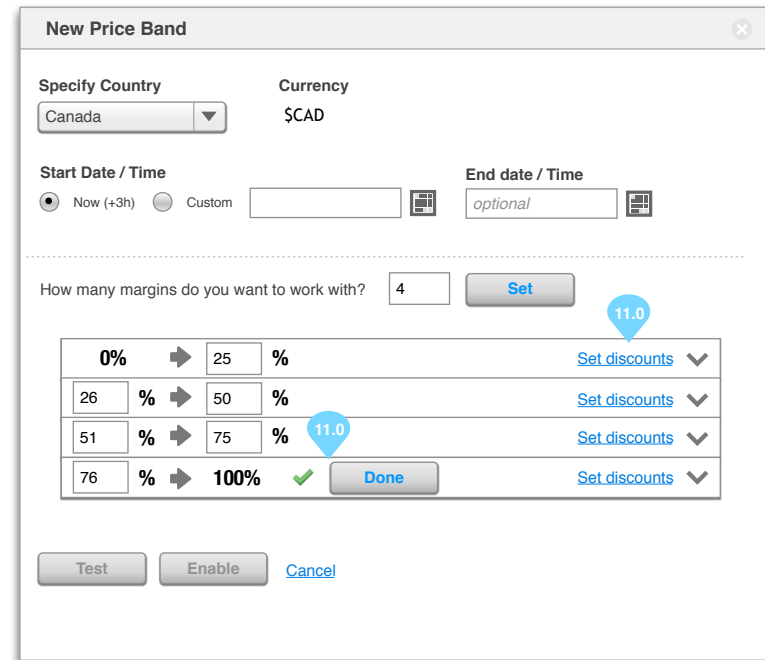 New Price Band
Specify Country Currency
Canada $CAD
Start Date / Time End date / Time
Now (+3h) Custom optional
How many margins do you want to work with? 4 Set
11.0
0% 25 % Set discounts
26 % 50 % Set discounts
51 % 75 % 11.0 Set discounts
76 % 100% Done Set discounts
Test Enable Cancel